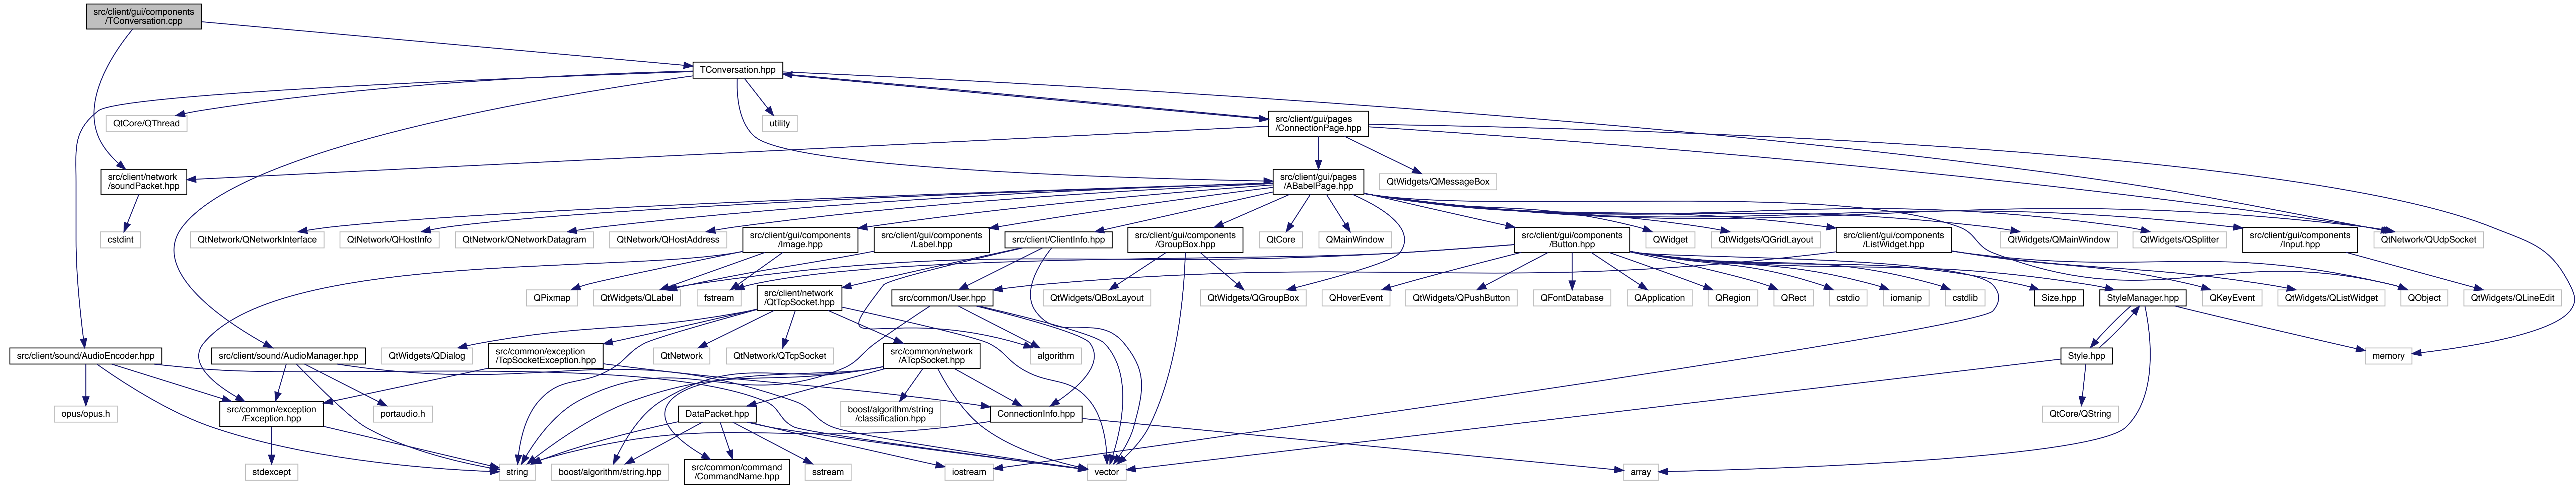 src/client/gui/components
/TConversation.cpp
TConversation.hpp
QtCore/QThread
utility
src/client/gui/pages
/ConnectionPage.hpp
src/client/network
/soundPacket.hpp
src/client/gui/pages
/ABabelPage.hpp
QtWidgets/QMessageBox
cstdint
QtNetwork/QNetworkInterface
QtNetwork/QHostInfo
QtNetwork/QNetworkDatagram
QtNetwork/QHostAddress
src/client/gui/components
/Image.hpp
src/client/gui/components
/Label.hpp
src/client/ClientInfo.hpp
src/client/gui/components
/GroupBox.hpp
QtCore
QMainWindow
src/client/gui/components
/Button.hpp
QWidget
QtWidgets/QGridLayout
src/client/gui/components
/ListWidget.hpp
QtWidgets/QMainWindow
QtWidgets/QSplitter
src/client/gui/components
/Input.hpp
QtNetwork/QUdpSocket
QPixmap
QtWidgets/QLabel
fstream
src/client/network
/QtTcpSocket.hpp
src/common/User.hpp
QtWidgets/QBoxLayout
QtWidgets/QGroupBox
QHoverEvent
QtWidgets/QPushButton
QFontDatabase
QApplication
QRegion
QRect
cstdio
iomanip
cstdlib
Size.hpp
StyleManager.hpp
QKeyEvent
QtWidgets/QListWidget
QObject
QtWidgets/QLineEdit
src/client/sound/AudioEncoder.hpp
src/client/sound/AudioManager.hpp
QtWidgets/QDialog
src/common/exception
/TcpSocketException.hpp
QtNetwork
QtNetwork/QTcpSocket
src/common/network
/ATcpSocket.hpp
algorithm
Style.hpp
memory
opus/opus.h
src/common/exception
/Exception.hpp
portaudio.h
DataPacket.hpp
boost/algorithm/string
/classification.hpp
ConnectionInfo.hpp
QtCore/QString
stdexcept
string
boost/algorithm/string.hpp
src/common/command
/CommandName.hpp
sstream
iostream
vector
array